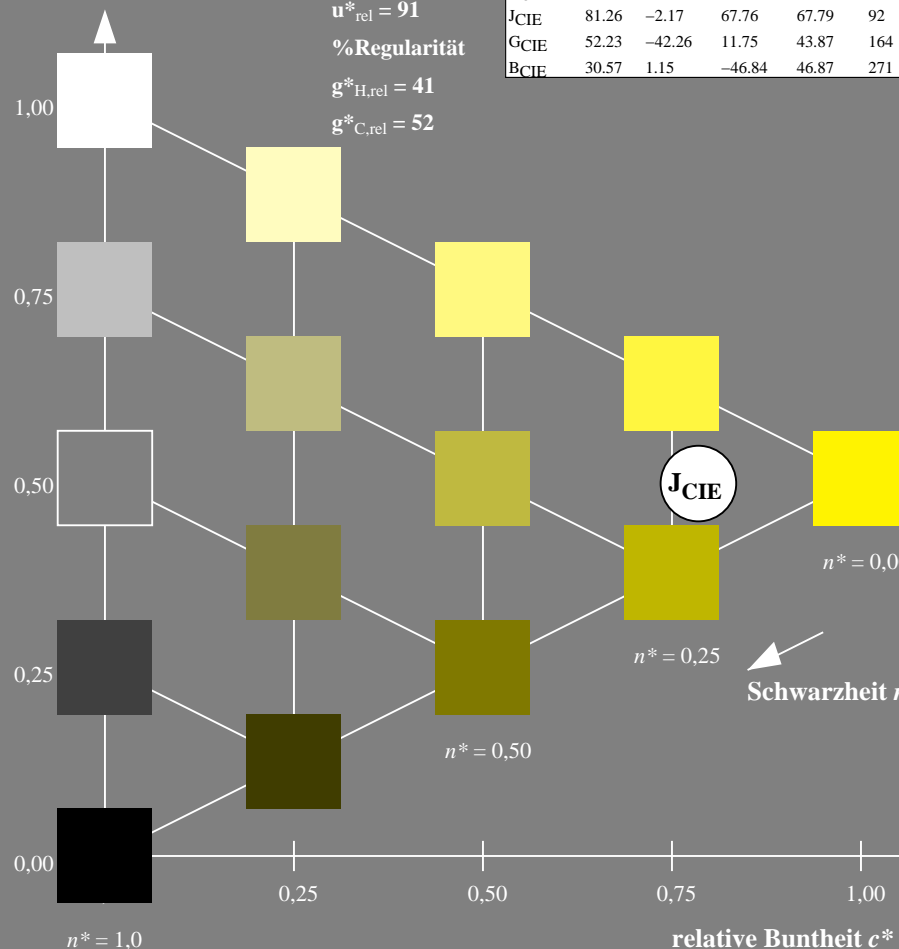 u*rel = 91
%Regularität
g*H,rel = 41
g*C,rel = 52
JCIE 81.26 −2.17 67.76 67.79 92
GCIE 52.23 −42.26 11.75 43.87 164
BCIE 30.57 1.15 −46.84 46.87 271
1,00
0,75
0,50
JCIE
n* = 0,0
n* = 0,25
0,25
Schwarzheit n
n* = 0,50
0,00
0,25 0,50 0,75 1,00
n* = 1,0
relative Buntheit c*